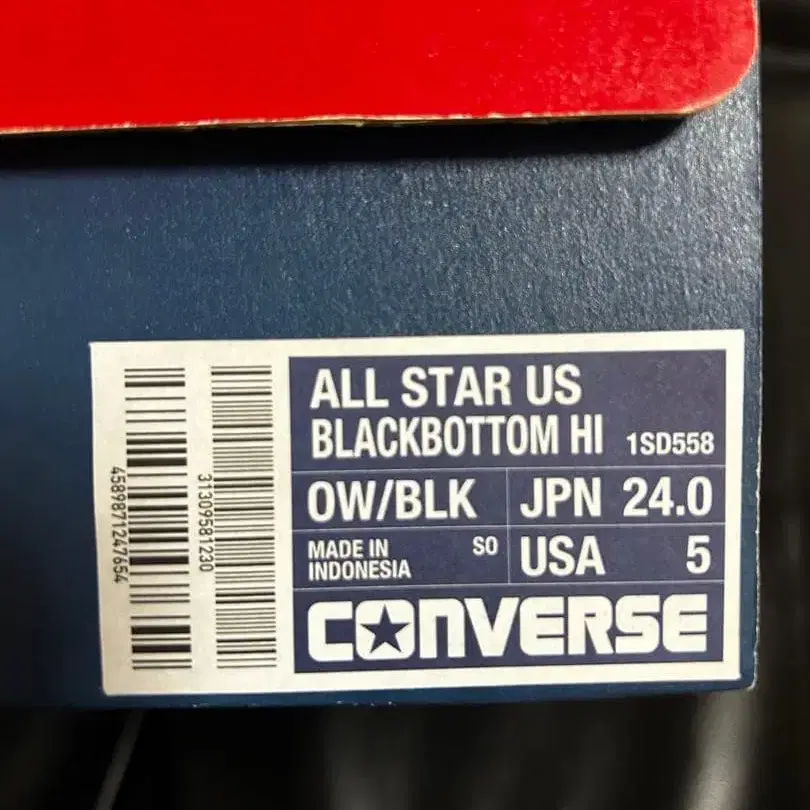 ALL STAR US
BLACKBOTTOM HI 1SD558
OW/BLK JPN 24.0
MADE IN INDONESIA SO USA 5
CONVERSE
4589871247654
31309581230